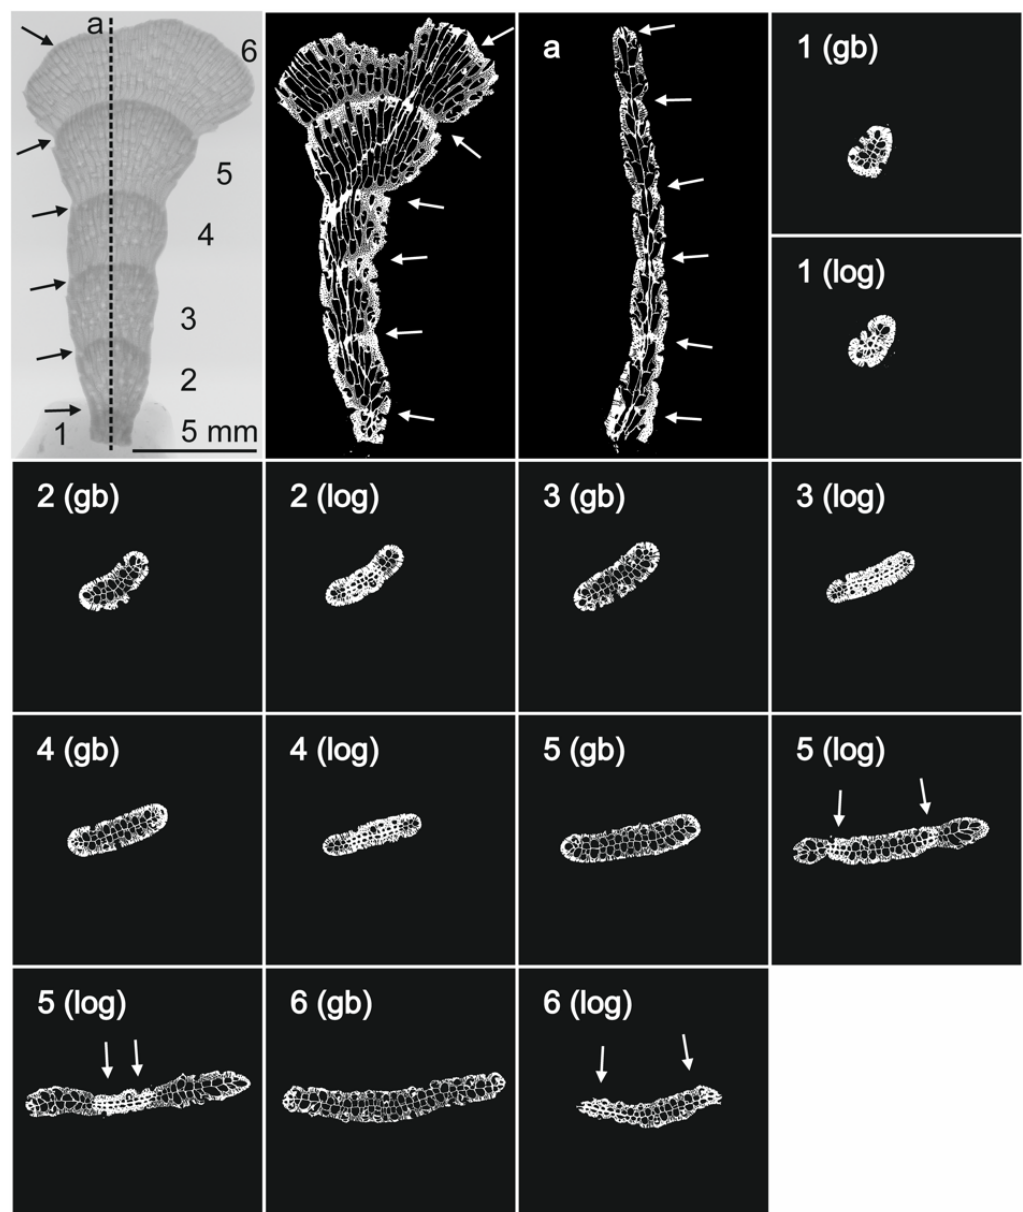 a
6
5
4
3
2
1
5 mm
a
1 (gb)
1 (log)
2 (gb)
2 (log)
3 (gb)
3 (log)
4 (gb)
4 (log)
5 (gb)
5 (log)
5 (log)
6 (gb)
6 (log)